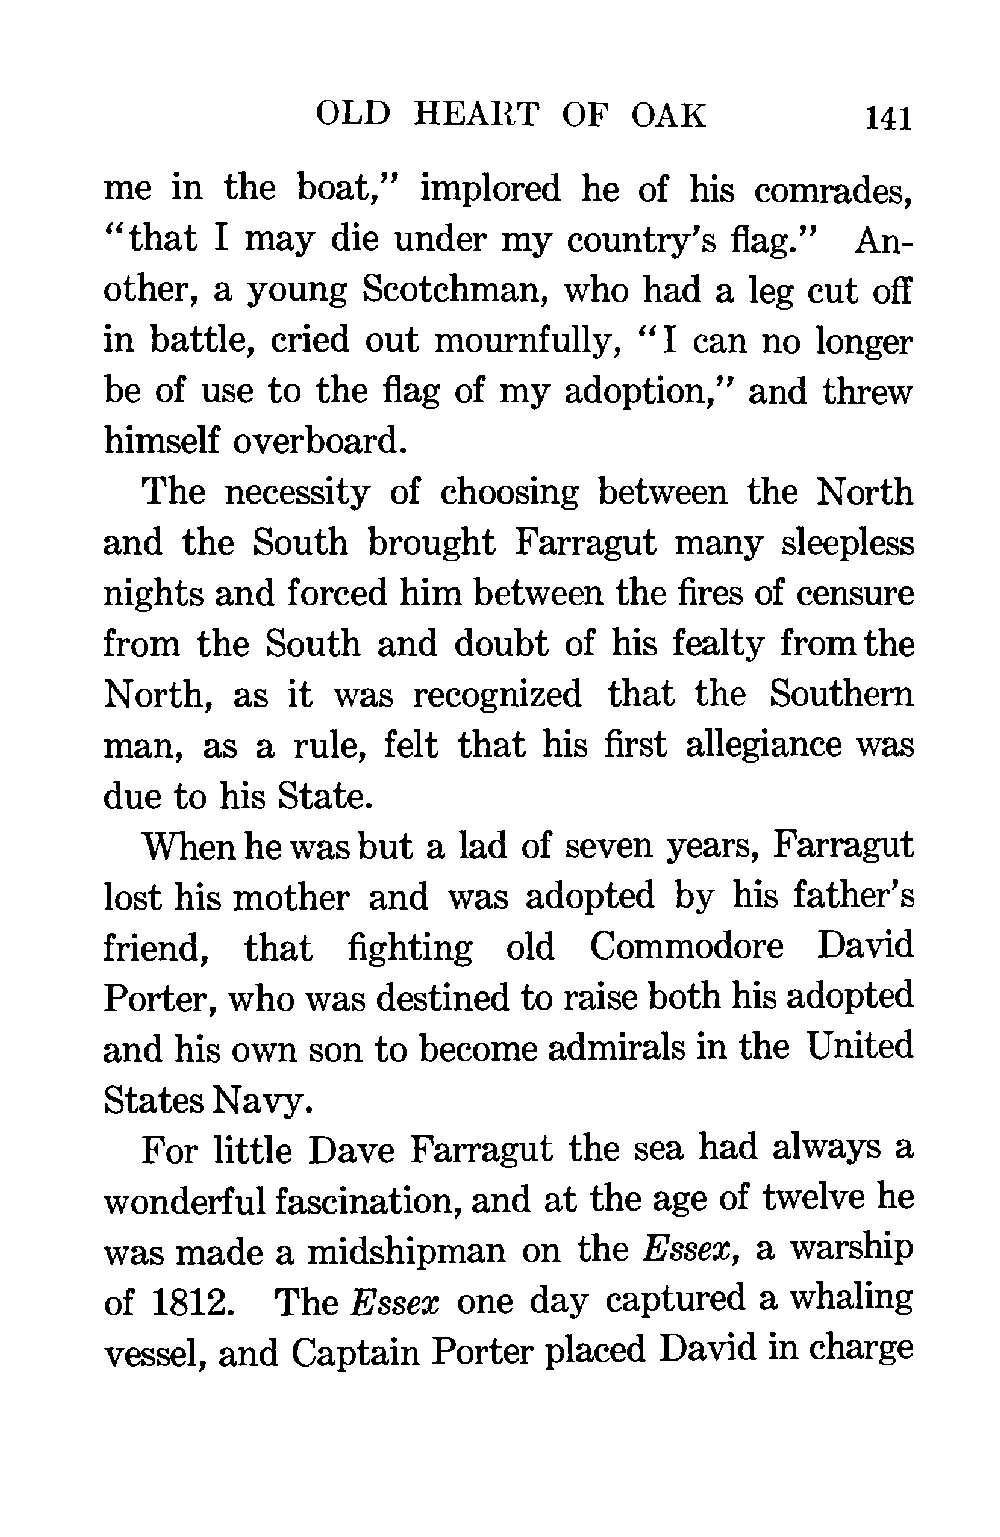 OLD HEART OF OAK 141
me in the boat,” implored he of his comrades,
“that I may die under my country’s flag.” An-
other, a young Scotchman, who had a leg cut off
in battle, cried out mournfully, “I can no longer
be of use to the flag of my adoption,” and threw
himself overboard.
The necessity of choosing between the North
and the South brought Farragut many sleepless
nights and forced him between the fires of censure
from the South and doubt of his fealty from the
North, as it was recognized that the Southern
man, as a rule, felt that his first allegiance was
due to his State.
When he was but a lad of seven years, Farragut
lost his mother and was adopted by his father’s
friend, that fighting old Commodore David
Porter, who was destined to raise both his adopted
and his own son to become admirals in the United
States Navy.
For little Dave Farragut the sea had always a
wonderful fascination, and at the age of twelve he
was made a midshipman on the Essex, a warship
of 1812. The Essex one day captured a whaling
vessel, and Captain Porter placed David in charge